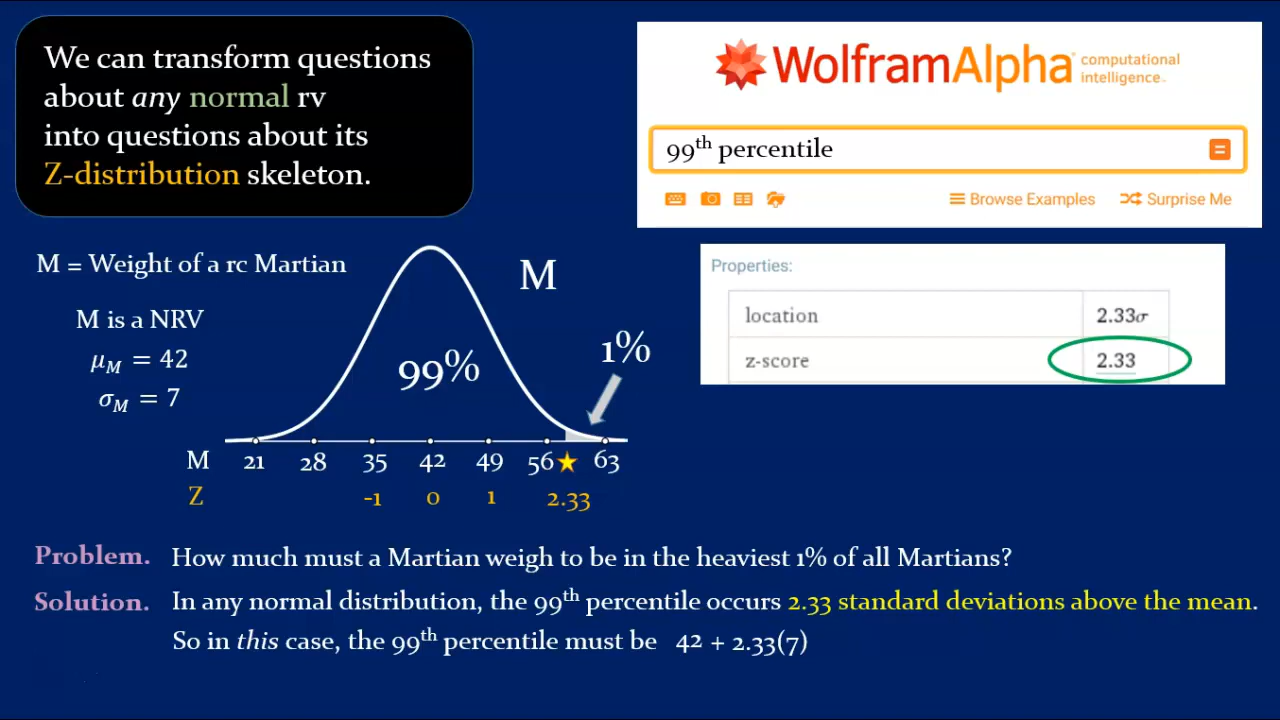 We can transform questions
about any normal rv
into questions about its
Z-distribution skeleton.
WolframAlpha computational intelligence™
99th percentile
=
Browse Examples Surprise Me
Properties:
location 2.33σ
z-score 2.33
M = Weight of a rc Martian
M is a NRV
μ_M = 42
σ_M = 7
M
99%
1%
M 21 28 35 42 49 56 63
Z -1 0 1 2.33
Problem. How much must a Martian weigh to be in the heaviest 1% of all Martians?
Solution. In any normal distribution, the 99th percentile occurs 2.33 standard deviations above the mean.
So in this case, the 99th percentile must be 42 + 2.33(7)